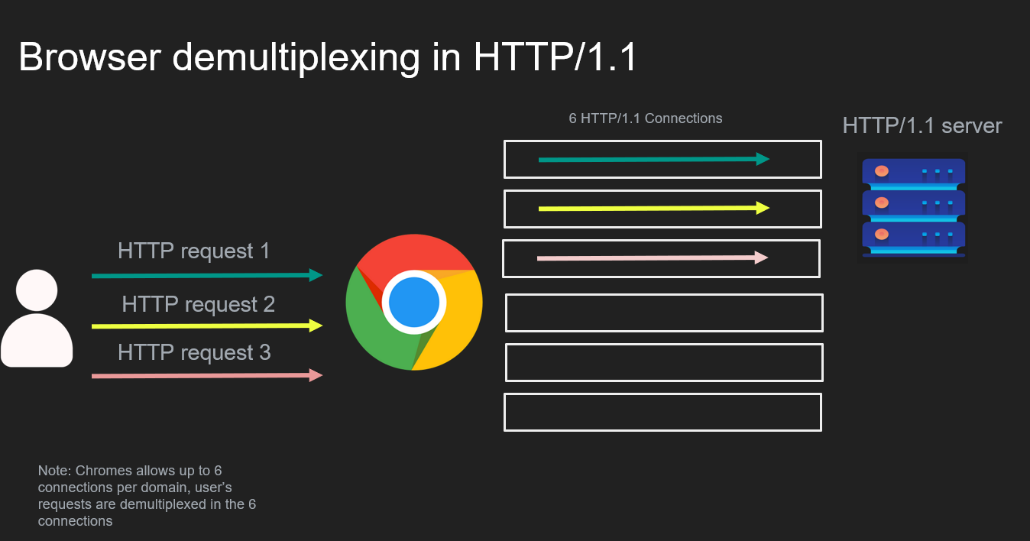 Browser demultiplexing in HTTP/1.1
6 HTTP/1.1 Connections
HTTP/1.1 server
HTTP request 1
HTTP request 2
HTTP request 3
Note: Chromes allows up to 6
connections per domain, user's
requests are demultiplexed in the 6
connections